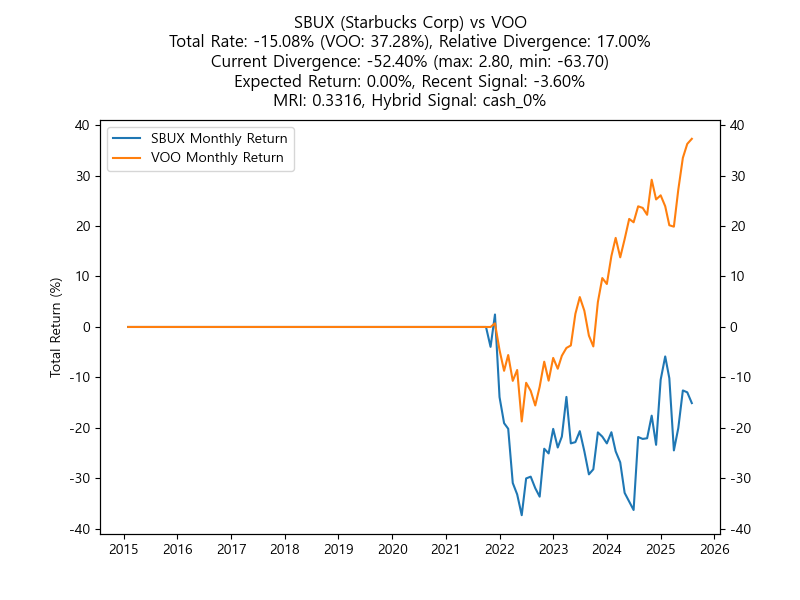 SBUX (Starbucks Corp) vs VOO
Total Rate: -15.08% (VOO: 37.28%), Relative Divergence: 17.00%
Current Divergence: -52.40% (max: 2.80, min: -63.70)
Expected Return: 0.00%, Recent Signal: -3.60%
MRI: 0.3316, Hybrid Signal: cash_0%
SBUX Monthly Return
VOO Monthly Return
Total Return (%)
40
30
20
10
0
-10
-20
-30
-40
40
30
20
10
0
-10
-20
-30
-40
2015 2016 2017 2018 2019 2020 2021 2022 2023 2024 2025 2026